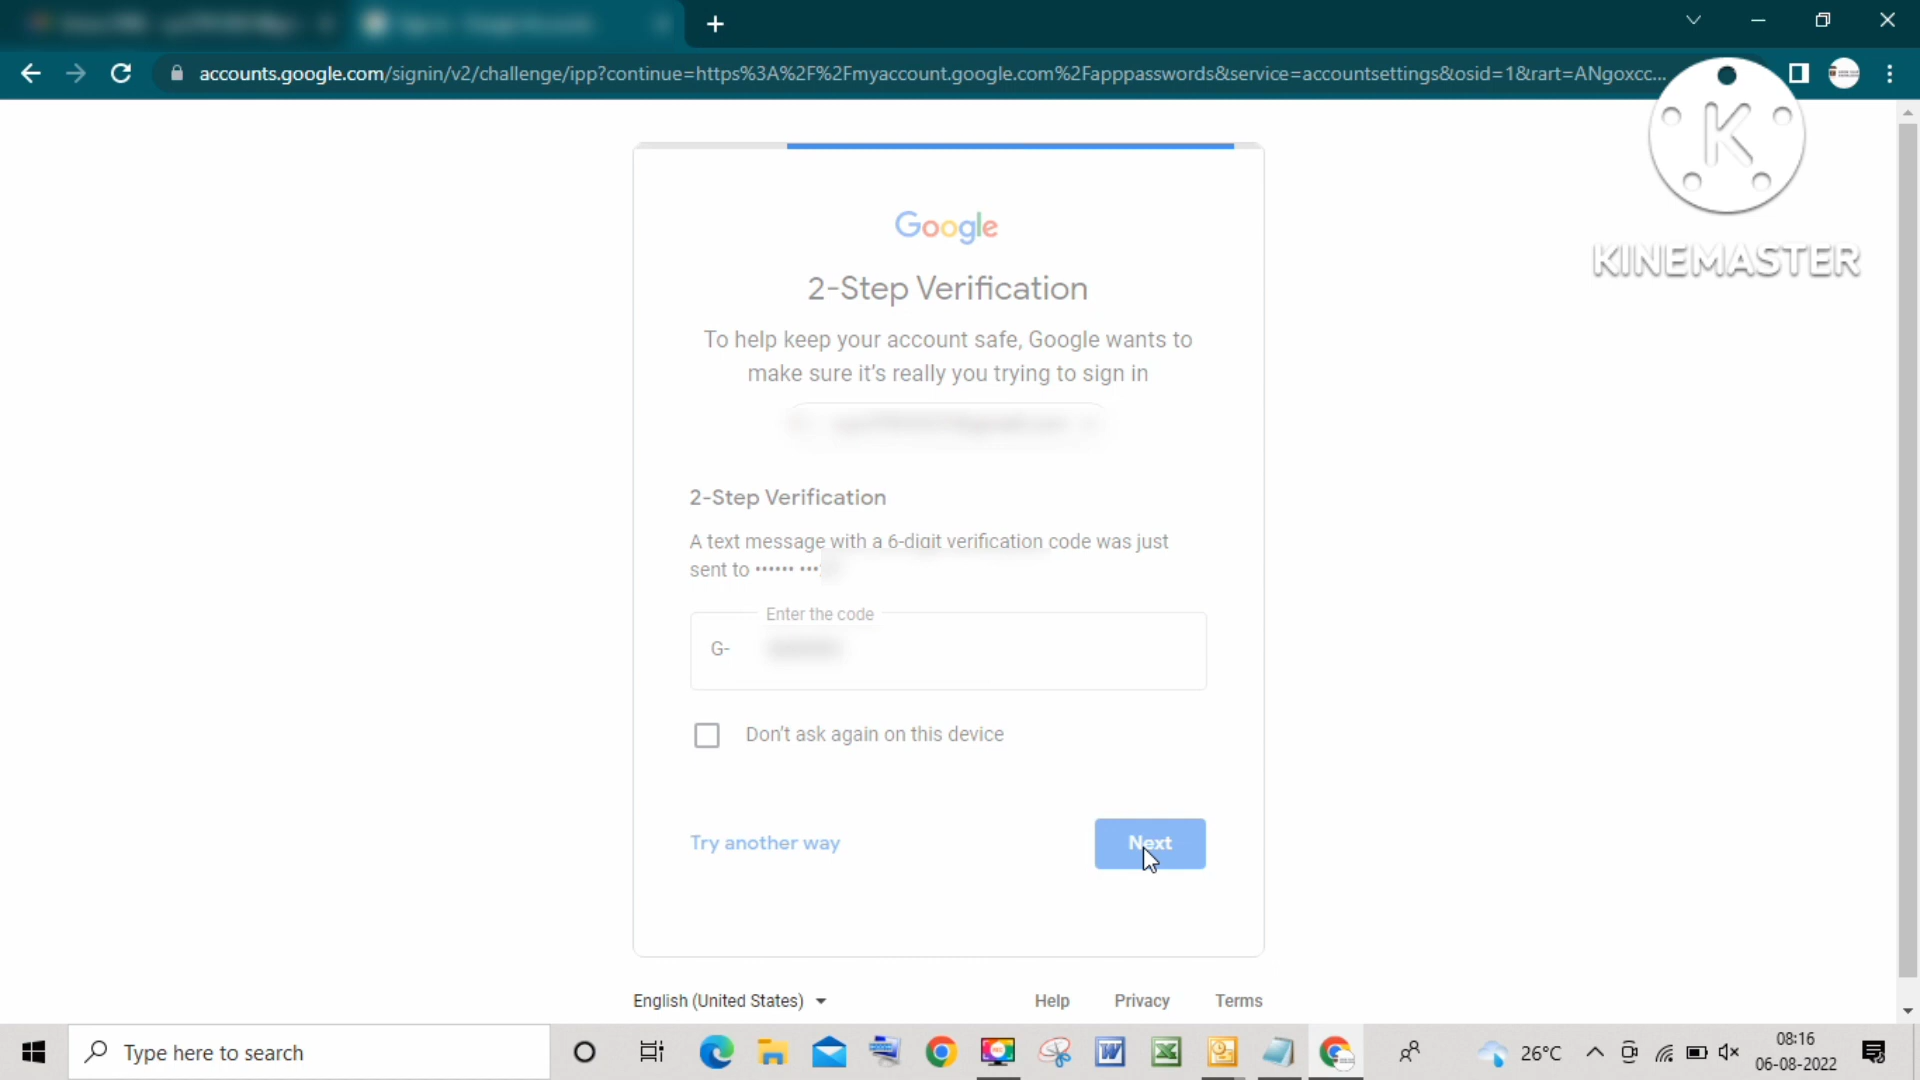 accounts.google.com/signin/v2/challenge/ipp?continue=https%3A%2F%2Fmyaccount.google.com%2Fapppasswords&service=accountsettings&osid=1&rart=ANgoxcc...
K
KINEMASTER
Google
2-Step Verification
To help keep your account safe, Google wants to
make sure it's really you trying to sign in
2-Step Verification
A text message with a 6-digit verification code was just
sent to •••••• •••
Enter the code
G-
Don't ask again on this device
Try another way
Next
English (United States)
Help Privacy Terms
Type here to search
26°C
08:16
06-08-2022